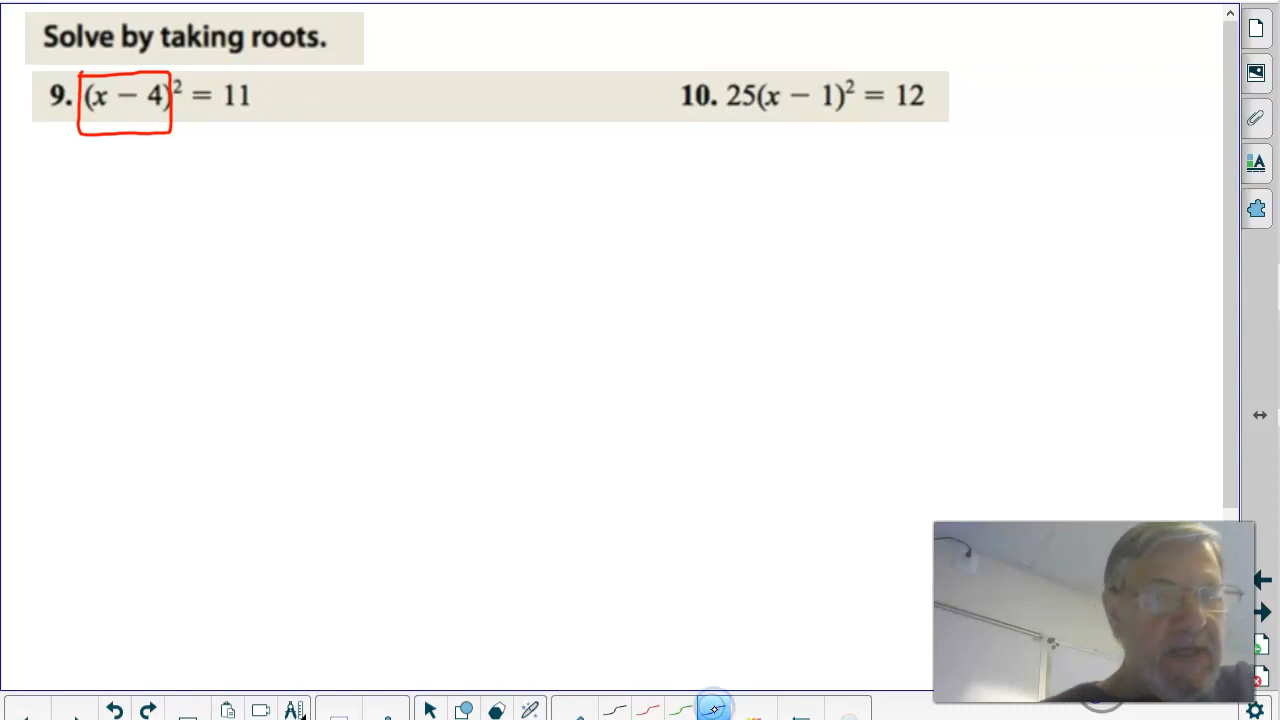 Solve by taking roots.
9. (x − 4)² = 11
10. 25(x − 1)² = 12